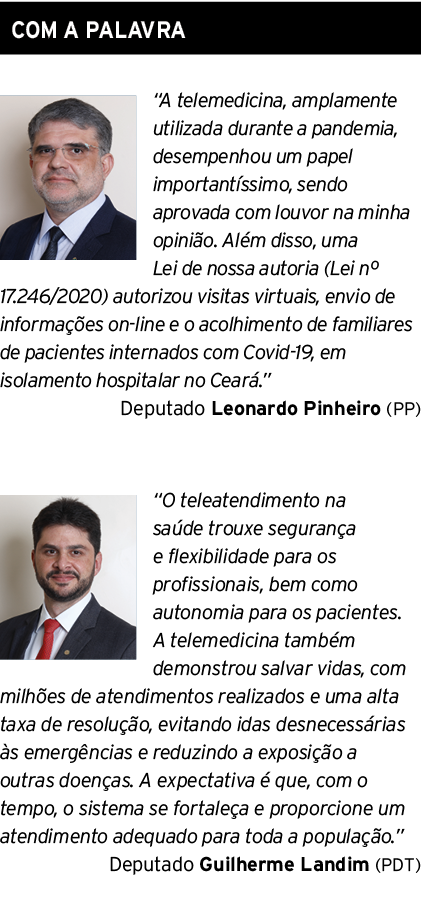 COM A PALAVRA
“A telemedicina, amplamente
utilizada durante a pandemia,
desempenhou um papel
importantíssimo, sendo
aprovada com louvor na minha
opinião. Além disso, uma
Lei de nossa autoria (Lei nº
17.246/2020) autorizou visitas virtuais, envio de
informações on-line e o acolhimento de familiares
de pacientes internados com Covid-19, em
isolamento hospitalar no Ceará.”
Deputado Leonardo Pinheiro (PP)
“O teleatendimento na
saúde trouxe segurança
e flexibilidade para os
profissionais, bem como
autonomia para os pacientes.
A telemedicina também
demonstrou salvar vidas, com
milhões de atendimentos realizados e uma alta
taxa de resolução, evitando idas desnecessárias
às emergências e reduzindo a exposição a
outras doenças. A expectativa é que, com o
tempo, o sistema se fortaleça e proporcione um
atendimento adequado para toda a população.”
Deputado Guilherme Landim (PDT)